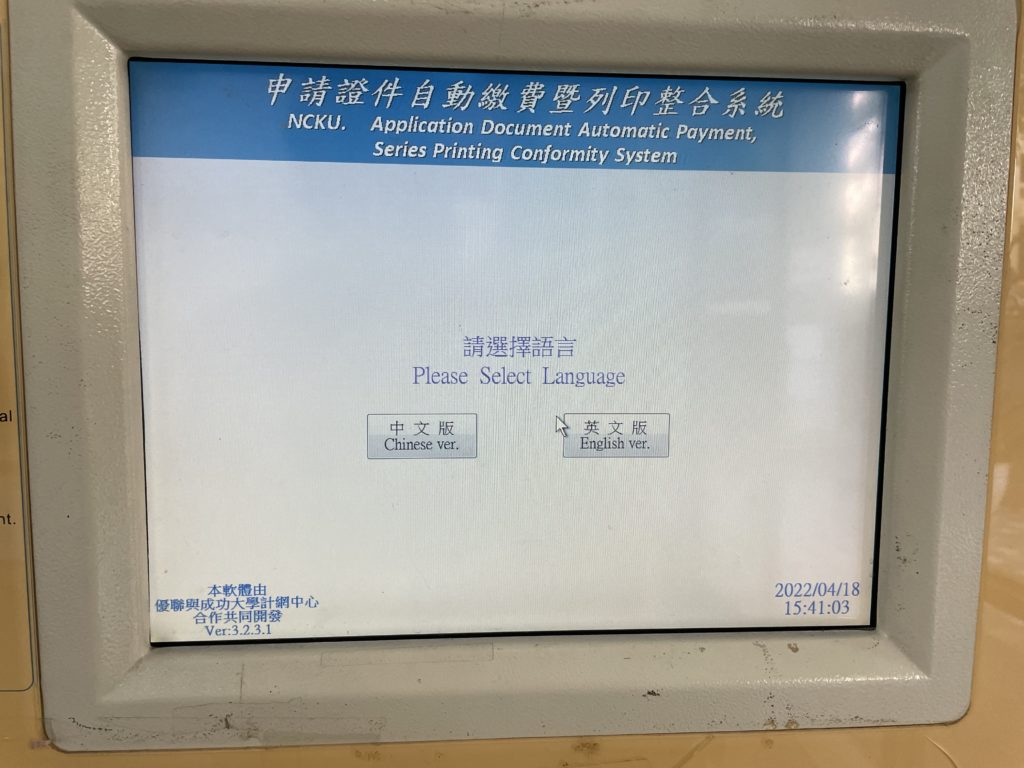 申請證件自動繳費暨列印整合系統
NCKU. Application Document Automatic Payment,
Series Printing Conformity System
請選擇語言
Please Select Language
中文版
Chinese ver.
英文版
English ver.
本軟體由
優聯與成功大學計網中心
合作共同開發
Ver:3.2.3.1
2022/04/18
15:41:03
al
nt.